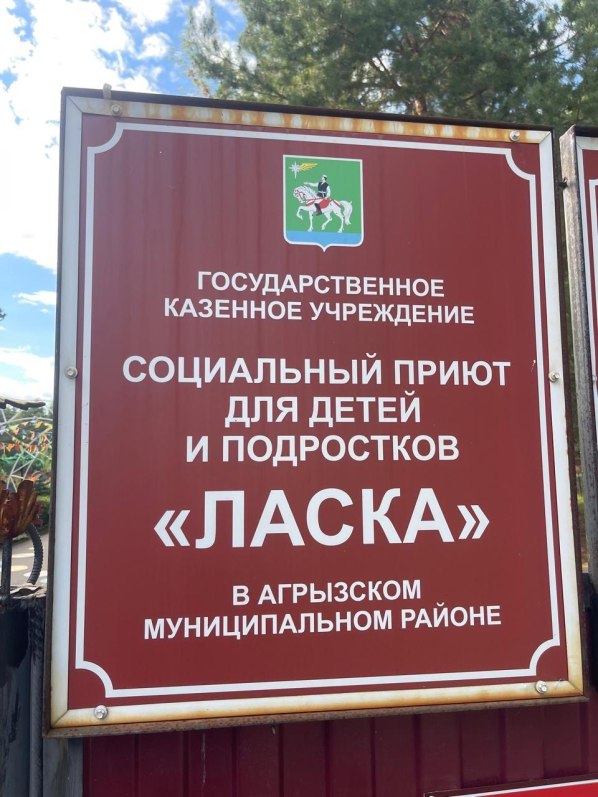 ГОСУДАРСТВЕННОЕ
КАЗЕННОЕ УЧРЕЖДЕНИЕ
СОЦИАЛЬНЫЙ ПРИЮТ
ДЛЯ ДЕТЕЙ
И ПОДРОСТКОВ
«ЛАСКА»
В АГРЫЗСКОМ
МУНИЦИПАЛЬНОМ РАЙОНЕ